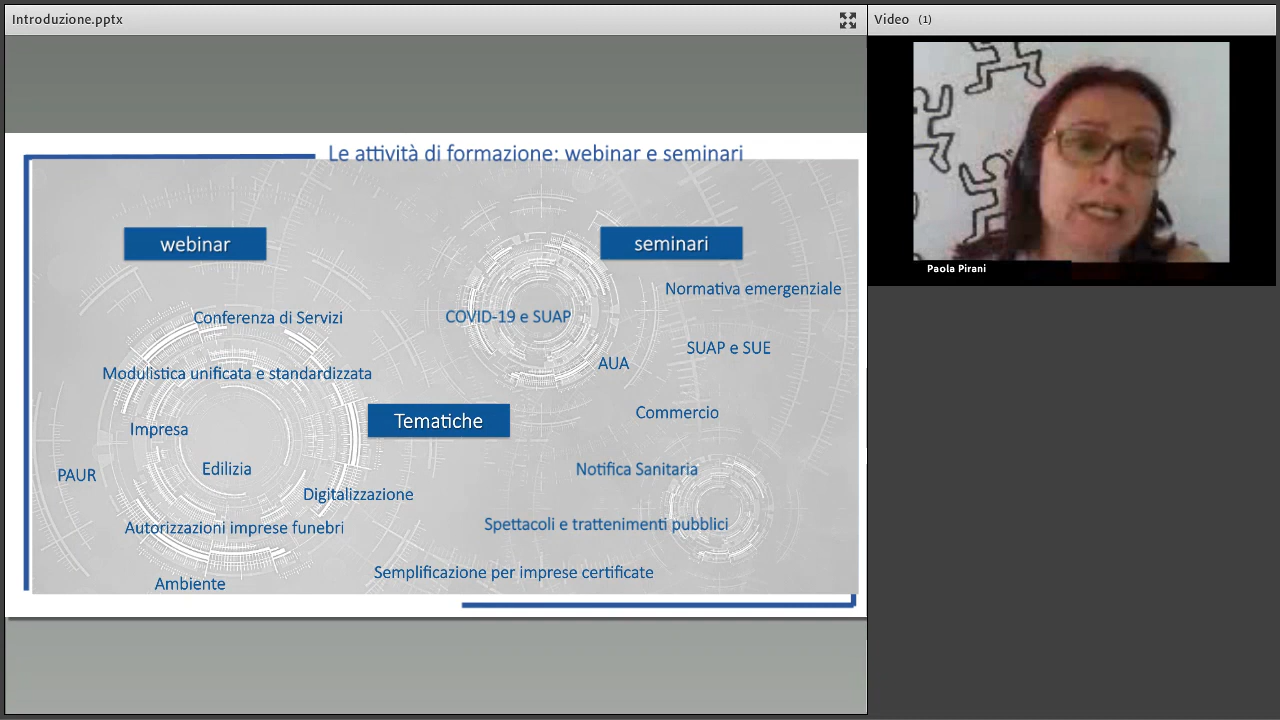 Introduzione.pptx
Video (1)
Paola Pirani
Le attività di formazione: webinar e seminari
webinar
seminari
Normativa emergenziale
Conferenza di Servizi
COVID-19 e SUAP
SUAP e SUE
AUA
Modulistica unificata e standardizzata
Commercio
Tematiche
Impresa
Edilizia
Notifica Sanitaria
PAUR
Digitalizzazione
Autorizzazioni imprese funebri
Spettacoli e trattenimenti pubblici
Semplificazione per imprese certificate
Ambiente